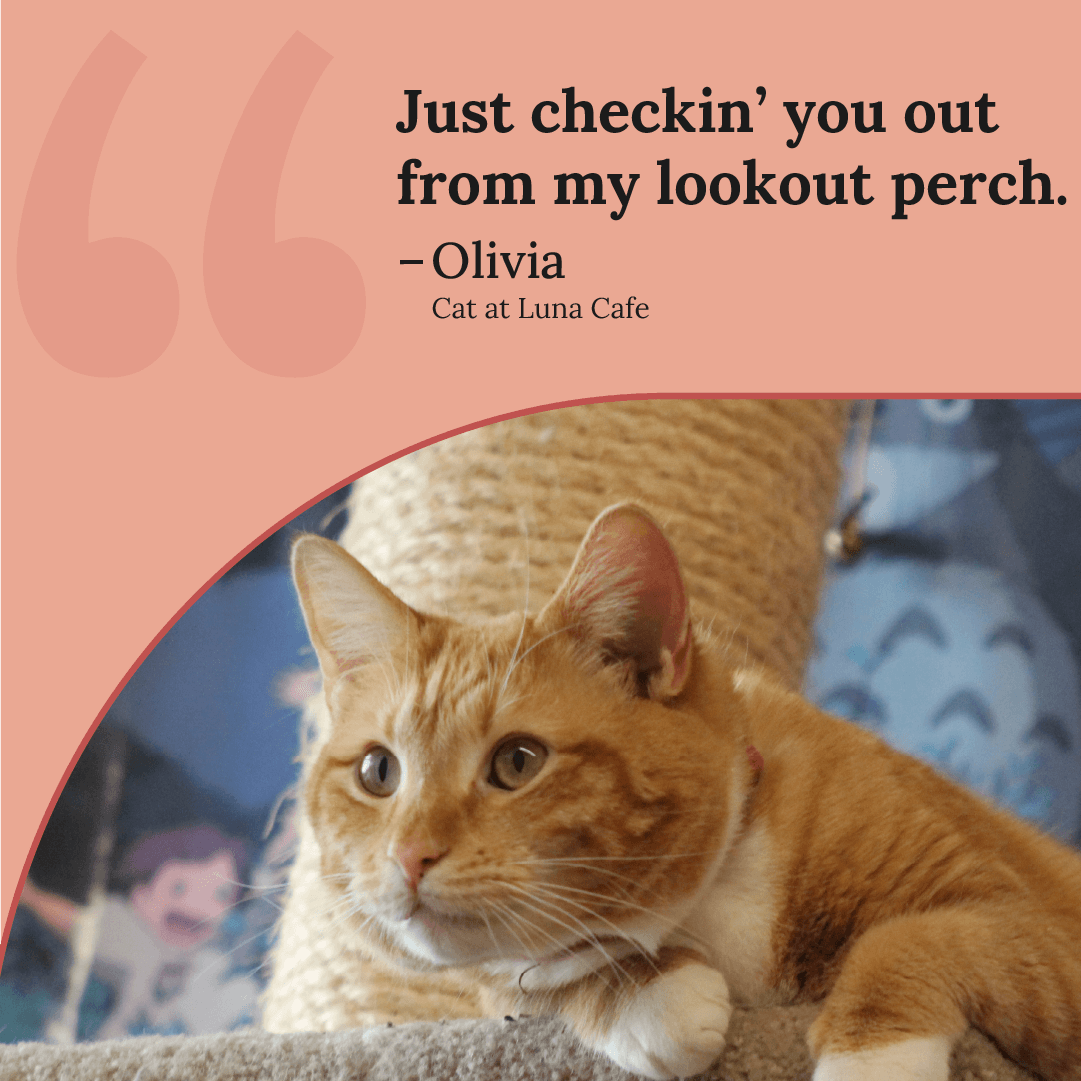 Just checkin’ you out
from my lookout perch.
– Olivia
Cat at Luna Cafe